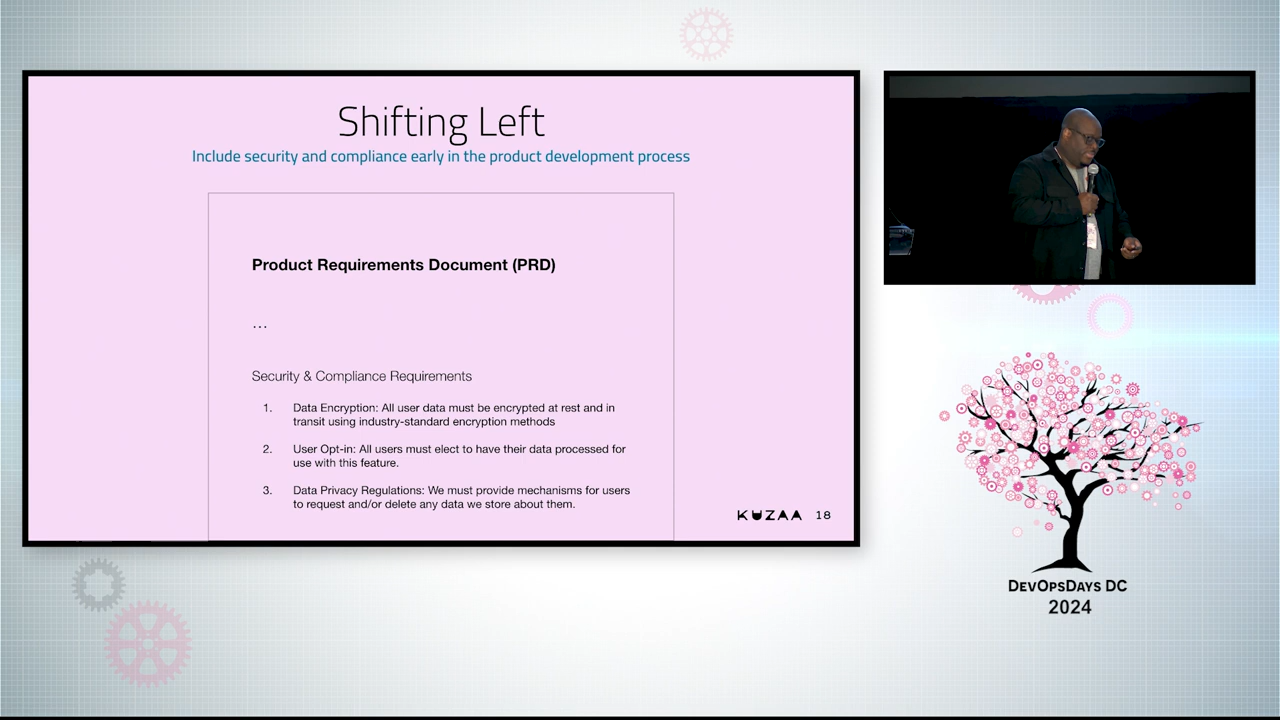 Shifting Left
Include security and compliance early in the product development process
Product Requirements Document (PRD)
...
Security & Compliance Requirements
1. Data Encryption: All user data must be encrypted at rest and in
transit using industry-standard encryption methods
2. User Opt-in: All users must elect to have their data processed for
use with this feature.
3. Data Privacy Regulations: We must provide mechanisms for users
to request and/or delete any data we store about them.
KUZAA 18
DevOpsDays DC
2024